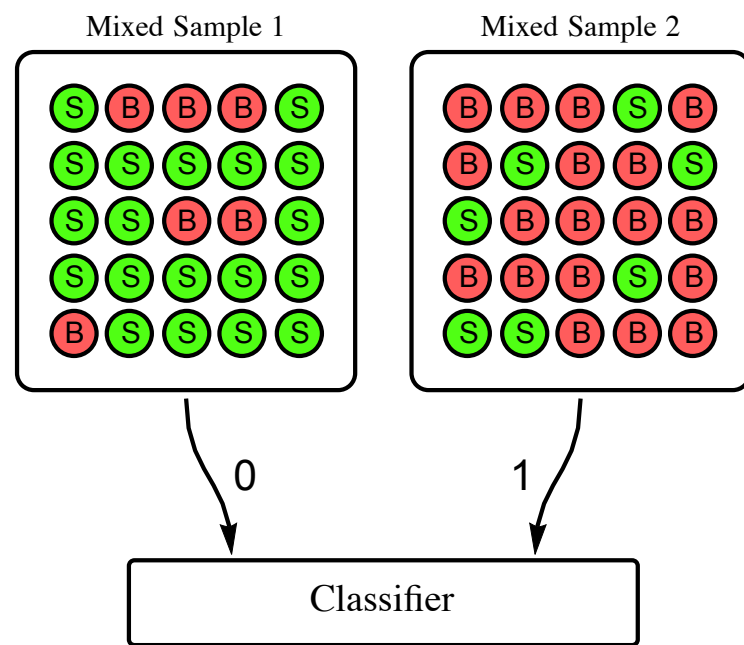 Mixed Sample 1 Mixed Sample 2
S B B B S B B B S B
S S S S S B S B B S
S S B B S S B B B B
S S S S S B B B S B
B S S S S S S B B B
0 1
Classifier